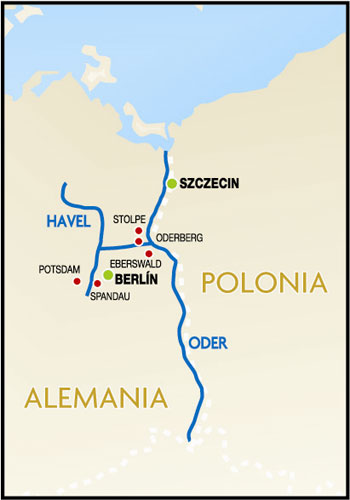 SZCZECIN
HAVEL
STOLPE
ODERBERG
EBERSWALD
POTSDAM
BERLÍN
SPANDAU
POLONIA
ODER
ALEMANIA